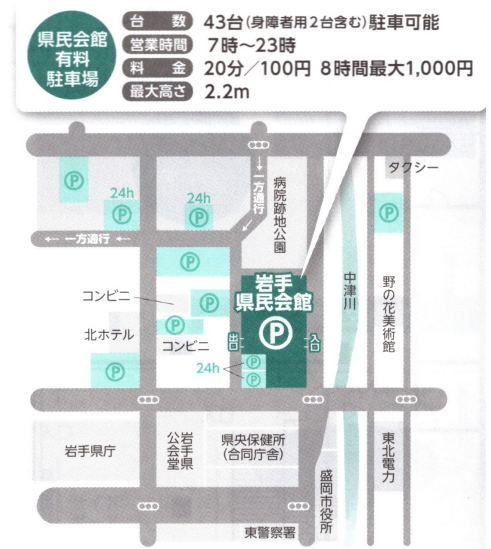 県民会館
有料
駐車場
台数 43台(身障者用2台含む)駐車可能
営業時間 7時～23時
料金 20分／100円 8時間最大1,000円
最大高さ 2.2m
タクシー
P
24h
P
24h
P
一方通行
病院跡地公園
P
一方通行
P
岩手
県民会館
P
中津川
野の花美術館
コンビニ
P
P
北ホテル
コンビニ
出口
入口
24h
P
P
P
岩手県庁
岩手県
公会堂
県央保健所
(合同庁舎)
盛岡市役所
東北電力
東警察署